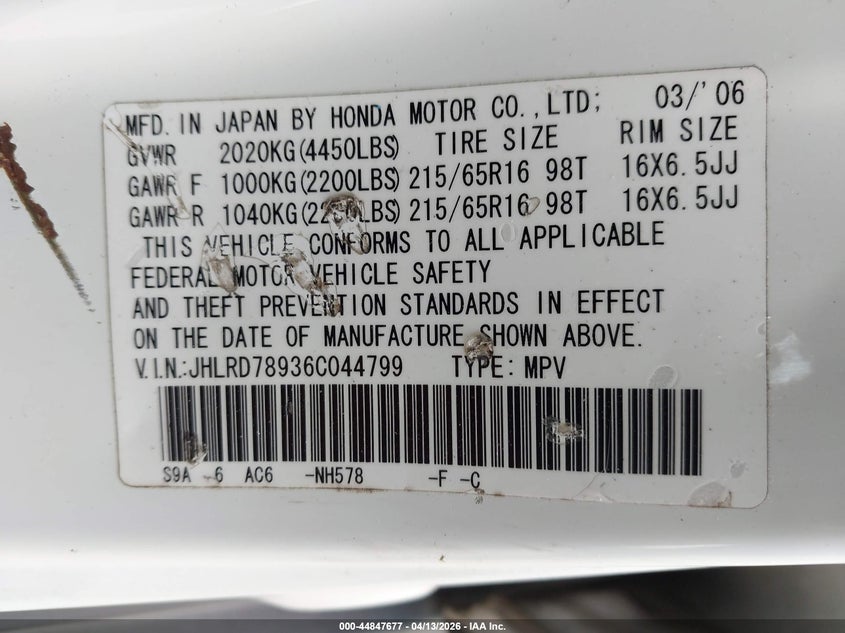 MFD. IN JAPAN BY HONDA MOTOR CO., LTD; 03/'06
GVWR 2020KG(4450LBS) TIRE SIZE RIM SIZE
GAWR F 1000KG(2200LBS) 215/65R16 98T 16X6.5JJ
GAWR R 1040KG( LBS) 215/65R16 98T 16X6.5JJ
THIS VEHICLE CONFORMS TO ALL APPLICABLE
FEDERAL MOTOR VEHICLE SAFETY
AND THEFT PREVENTION STANDARDS IN EFFECT
ON THE DATE OF MANUFACTURE SHOWN ABOVE.
V.I.N.:JHLRD78936C044799 TYPE: MPV
S9A -6 AC6 -NH578 -F -C
000-44847677 — 04/13/2026 — IAA Inc.